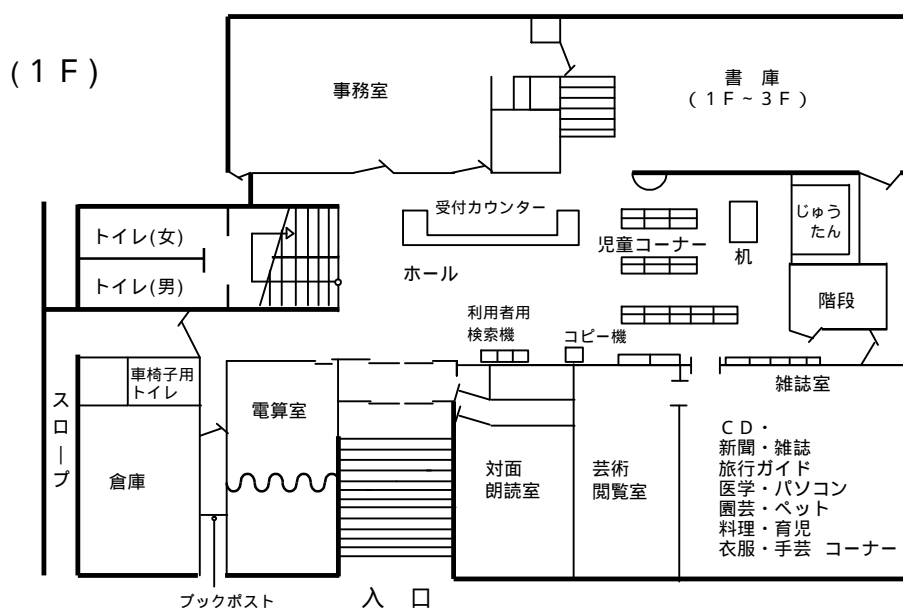 (１Ｆ)
事務室
書 庫
(１Ｆ~３Ｆ)
受付カウンター
じゅう
たん
トイレ(女)
児童コーナー
机
ホール
トイレ(男)
階段
利用者用
検索機
コピー機
車椅子用
トイレ
雑誌室
スロープ
電算室
ＣＤ・
新聞・雑誌
旅行ガイド
医学・パソコン
園芸・ペット
料理・育児
衣服・手芸 コーナー
倉庫
対面
朗読室
芸術
閲覧室
ブックポスト
入 口